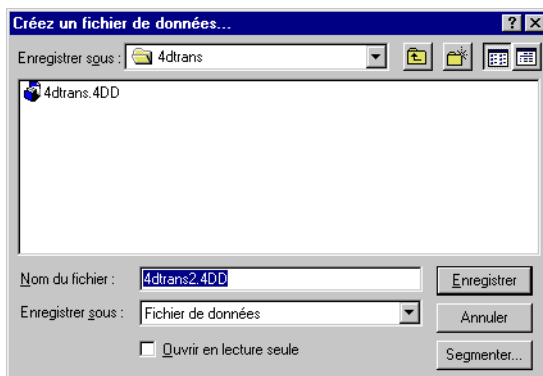 Créez un fichier de données...
Enregistrer sous : 4dtrans
4dtrans.4DD
Nom du fichier : 4dtrans2.4DD Enregistrer
Enregistrer sous : Fichier de données Annuler
Ouvrir en lecture seule Segmenter...